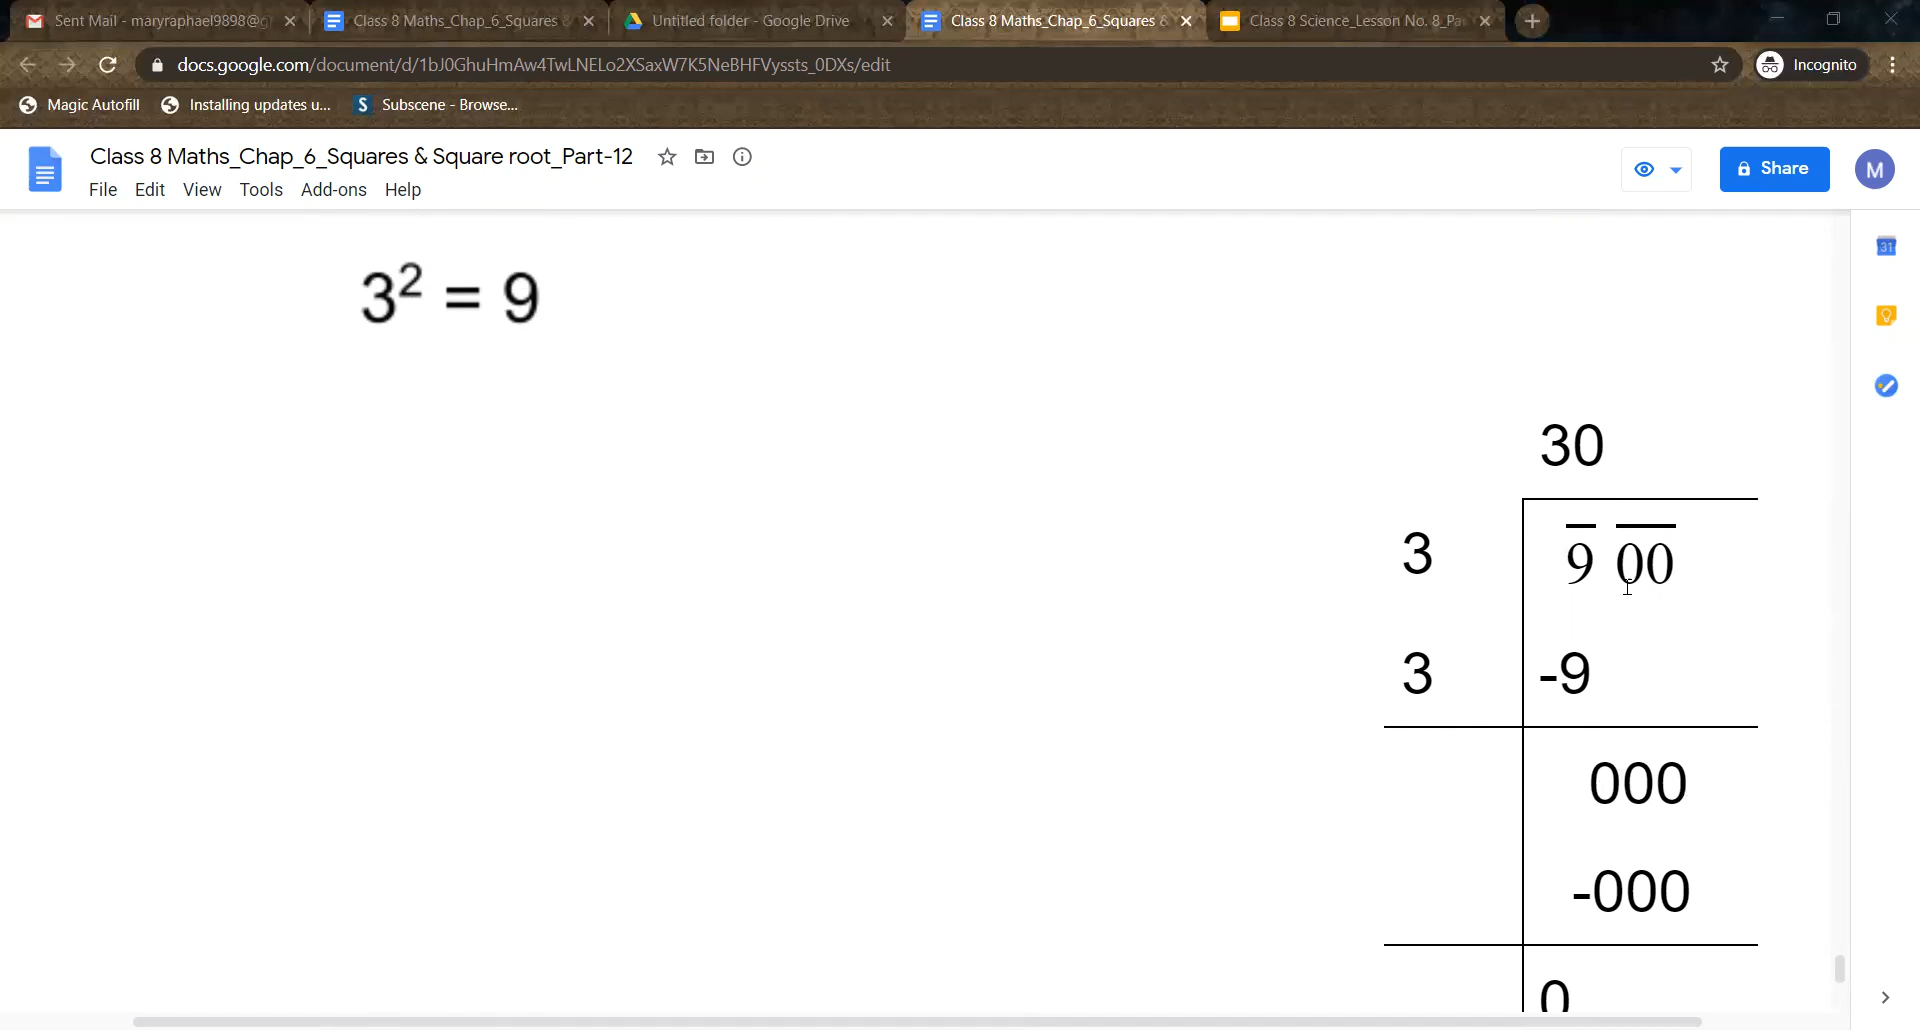 Sent Mail - maryraphael9898@g
Class 8 Maths_Chap_6_Squares &
Untitled folder - Google Drive
Class 8 Maths_Chap_6_Squares &
Class 8 Science_Lesson No. 8_Pa
docs.google.com/document/d/1bJ0GhuHmAw4TwLNELo2XSaxW7K5NeBHFVyssts_0DXs/edit
Incognito
Magic Autofill
Installing updates u...
S Subscene - Browse...
Class 8 Maths_Chap_6_Squares & Square root_Part-12
File Edit View Tools Add-ons Help
Share
M
31
3² = 9
30
3 9 00
3 -9
000
-000
0